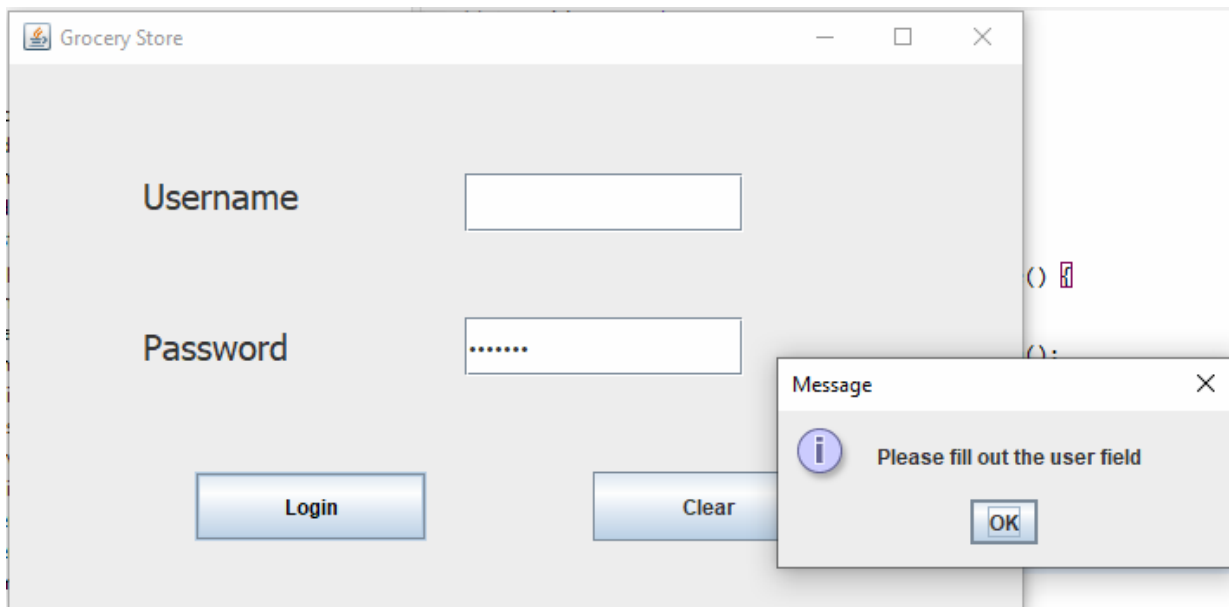 Grocery Store
Username
() {
Password
•••••••
();
Message
Please fill out the user field
Login
Clear
OK